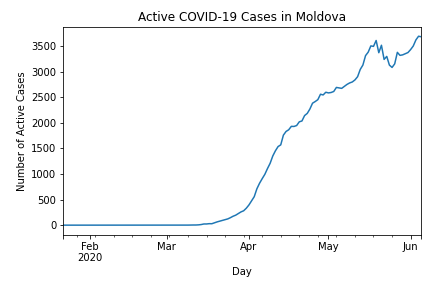 Active COVID-19 Cases in Moldova
Number of Active Cases
3500
3000
2500
2000
1500
1000
500
0
Feb
2020
Mar
Apr
May
Jun
Day